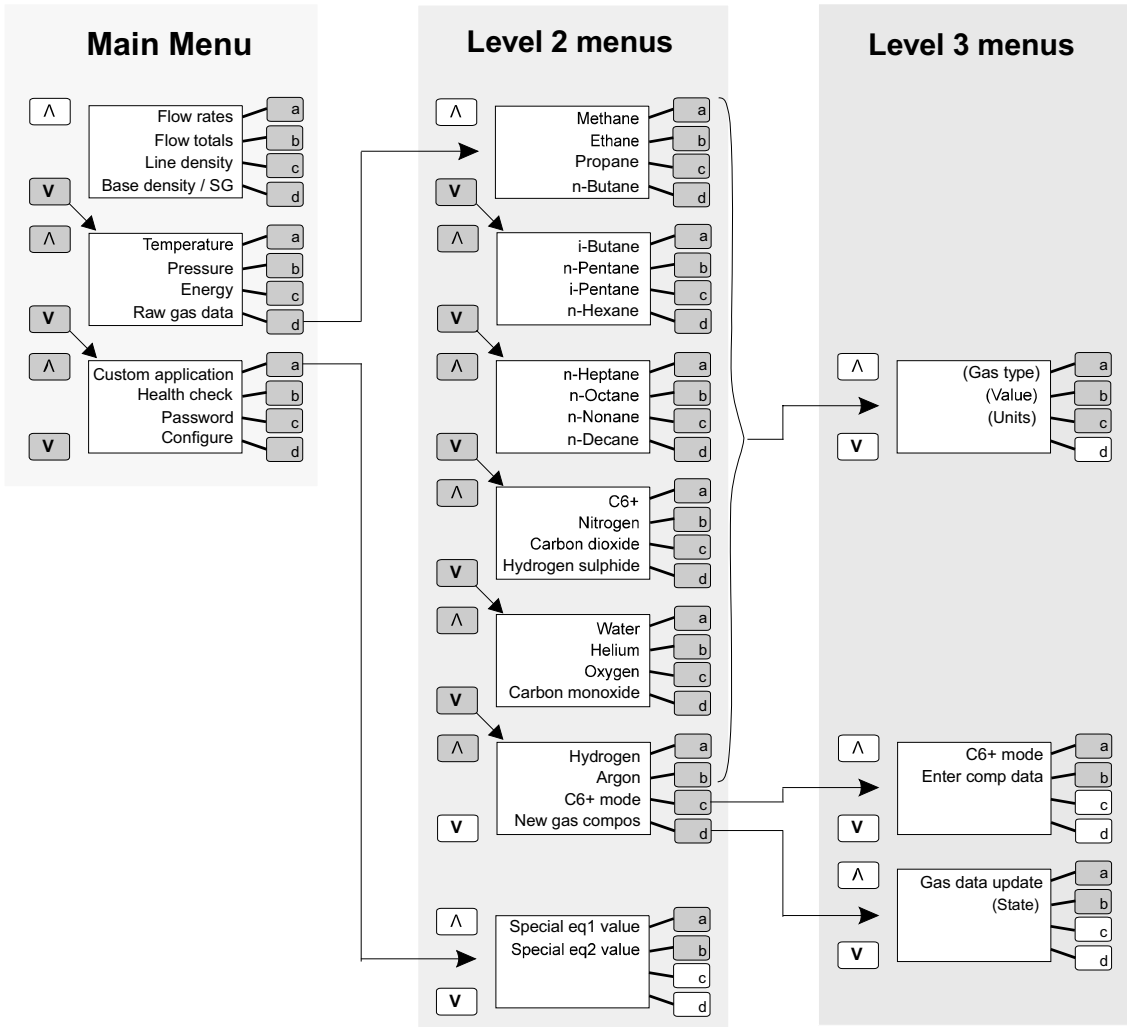 Main Menu
Λ
Flow rates a
Flow totals b
Line density c
Base density / SG d
V
Λ
Temperature a
Pressure b
Energy c
Raw gas data d
V
Λ
Custom application a
Health check b
Password c
Configure d
V
Level 2 menus
Λ
Methane a
Ethane b
Propane c
n-Butane d
V
Λ
i-Butane a
n-Pentane b
i-Pentane c
n-Hexane d
V
Λ
n-Heptane a
n-Octane b
n-Nonane c
n-Decane d
V
Λ
C6+ a
Nitrogen b
Carbon dioxide c
Hydrogen sulphide d
V
Λ
Water a
Helium b
Oxygen c
Carbon monoxide d
V
Λ
Hydrogen a
Argon b
C6+ mode c
New gas compos d
V
Λ
Special eq1 value a
Special eq2 value b
c
d
V
Level 3 menus
Λ
(Gas type) a
(Value) b
(Units) c
d
V
Λ
C6+ mode a
Enter comp data b
c
d
V
Λ
Gas data update a
(State) b
c
d
V